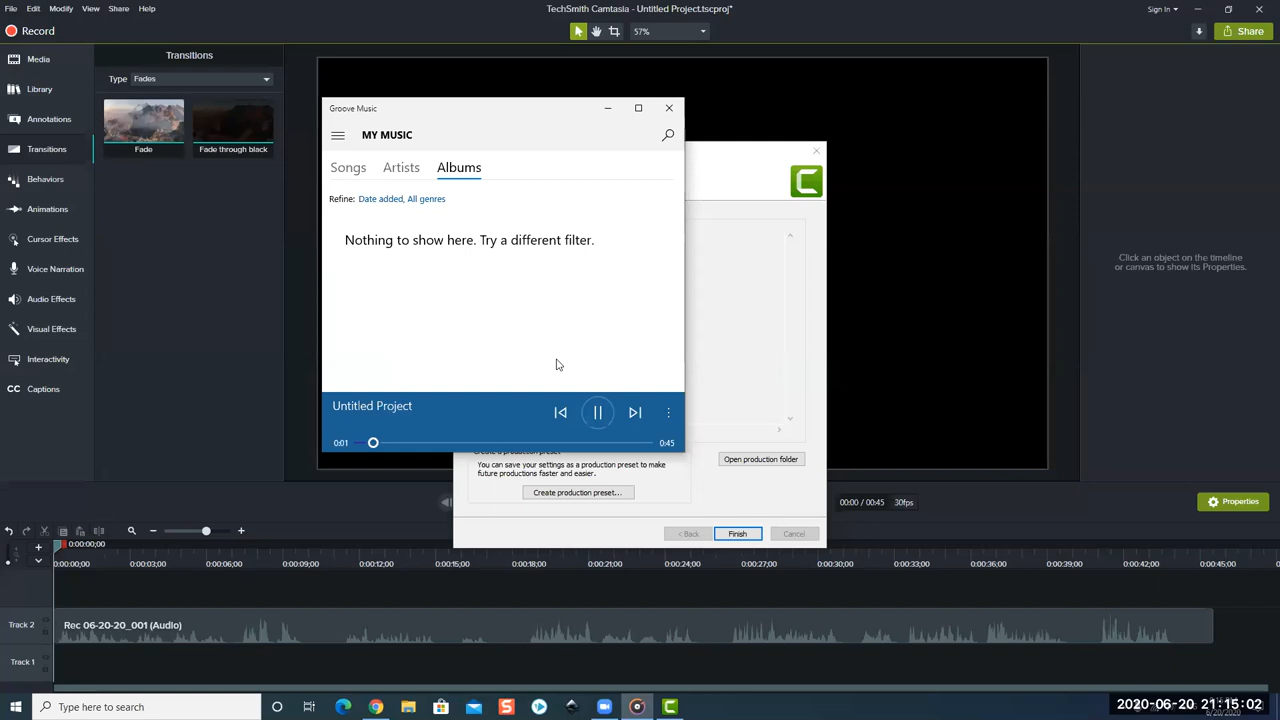 File Edit Modify View Share Help
TechSmith Camtasia - Untitled Project.tscproj*
Sign In
Record
57%
Share
Media
Library
Annotations
Transitions
Behaviors
Animations
Cursor Effects
Voice Narration
Audio Effects
Visual Effects
Interactivity
CC Captions
Transitions
Type Fades
Fade
Fade through black
Groove Music
MY MUSIC
Songs Artists Albums
Refine: Date added, All genres
Nothing to show here. Try a different filter.
Untitled Project
0:01
0:45
You can save your settings as a production preset to make
future productions faster and easier.
Create production preset...
Open production folder
< Back
Finish
Cancel
Click an object on the timeline
or canvas to show its Properties.
00:00 / 00:45 30fps
Properties
0:00:00;00
0:00:00;00 0:00:03;00 0:00:06;00 0:00:09;00 0:00:12;00 0:00:15;00 0:00:18;00 0:00:21;00 0:00:24;00 0:00:27;00 0:00:30;00 0:00:33;00 0:00:36;00 0:00:39;00 0:00:42;00 0:00:45;00
Track 2
Rec 06-20-20_001 (Audio)
Track 1
Type here to search
2020-06-20 21:15:02